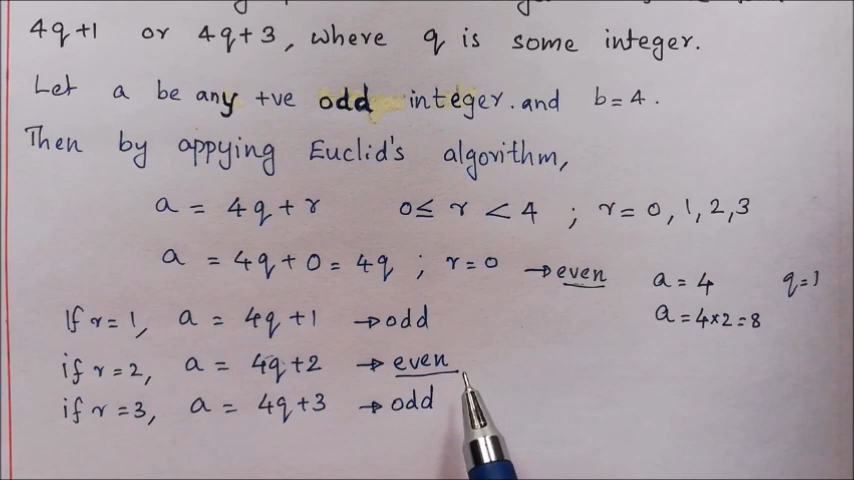 4q+1 or 4q+3, where q is some integer.
Let a be any +ve odd integer. and b=4.
Then by appying Euclid's algorithm,
a = 4q+r 0≤ r < 4 ; r=0, 1, 2, 3
a = 4q+0 = 4q ; r=0 → even a = 4 q=1
If r=1, a = 4q+1 → odd a = 4×2=8
if r=2, a = 4q+2 → even
if r=3, a = 4q+3 → odd